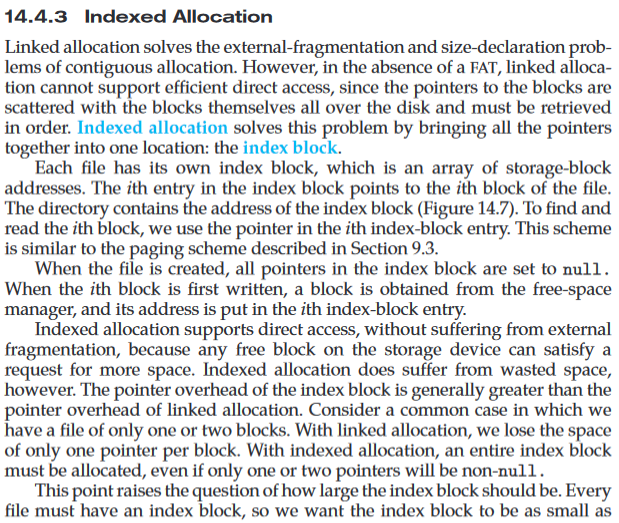 14.4.3 Indexed Allocation
Linked allocation solves the external-fragmentation and size-declaration prob-
lems of contiguous allocation. However, in the absence of a FAT, linked alloca-
tion cannot support efficient direct access, since the pointers to the blocks are
scattered with the blocks themselves all over the disk and must be retrieved
in order. Indexed allocation solves this problem by bringing all the pointers
together into one location: the index block.
Each file has its own index block, which is an array of storage-block
addresses. The ith entry in the index block points to the ith block of the file.
The directory contains the address of the index block (Figure 14.7). To find and
read the ith block, we use the pointer in the ith index-block entry. This scheme
is similar to the paging scheme described in Section 9.3.
When the file is created, all pointers in the index block are set to null.
When the ith block is first written, a block is obtained from the free-space
manager, and its address is put in the ith index-block entry.
Indexed allocation supports direct access, without suffering from external
fragmentation, because any free block on the storage device can satisfy a
request for more space. Indexed allocation does suffer from wasted space,
however. The pointer overhead of the index block is generally greater than the
pointer overhead of linked allocation. Consider a common case in which we
have a file of only one or two blocks. With linked allocation, we lose the space
of only one pointer per block. With indexed allocation, an entire index block
must be allocated, even if only one or two pointers will be non-null.
This point raises the question of how large the index block should be. Every
file must have an index block, so we want the index block to be as small as